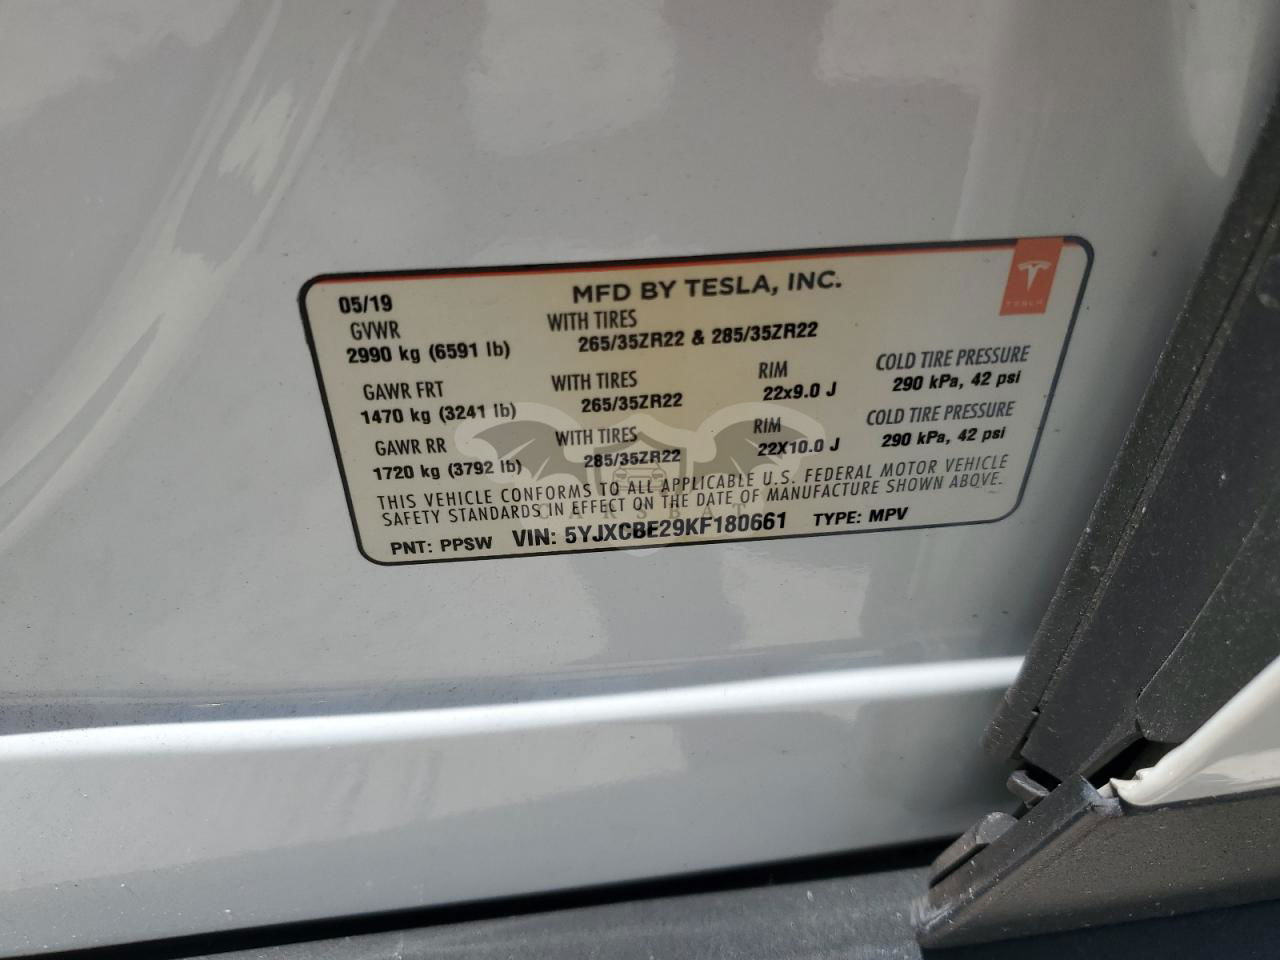 05/19 MFD BY TESLA, INC.
TESLA
GVWR WITH TIRES
2990 kg (6591 lb) 265/35ZR22 & 285/35ZR22
GAWR FRT WITH TIRES RIM COLD TIRE PRESSURE
1470 kg (3241 lb) 265/35ZR22 22x9.0 J 290 kPa, 42 psi
GAWR RR WITH TIRES RIM COLD TIRE PRESSURE
1720 kg (3792 lb) 285/35ZR22 22X10.0 J 290 kPa, 42 psi
THIS VEHICLE CONFORMS TO ALL APPLICABLE U.S. FEDERAL MOTOR VEHICLE
SAFETY STANDARDS IN EFFECT ON THE DATE OF MANUFACTURE SHOWN ABOVE.
CARSBAT
PNT: PPSW VIN: 5YJXCBE29KF180661 TYPE: MPV